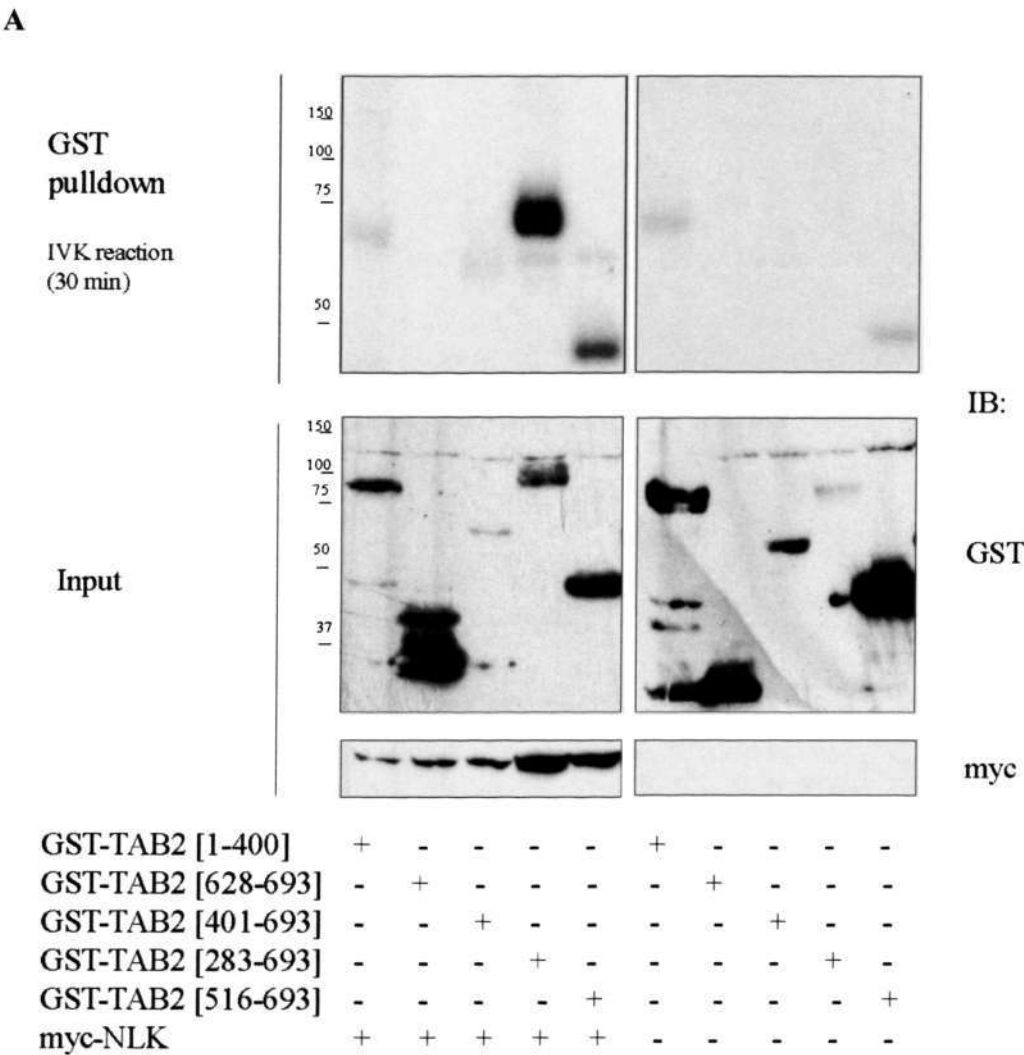 A
GST
pulldown
IVK reaction
(30 min)
150
100
75
50
IB:
150
100
75
50
37
Input
GST
myc
GST-TAB2 [1-400] + - - - - + - - - -
GST-TAB2 [628-693] - + - - - - + - - -
GST-TAB2 [401-693] - - + - - - - + - -
GST-TAB2 [283-693] - - - + - - - - + -
GST-TAB2 [516-693] - - - - + - - - - +
myc-NLK + + + + + - - - - -